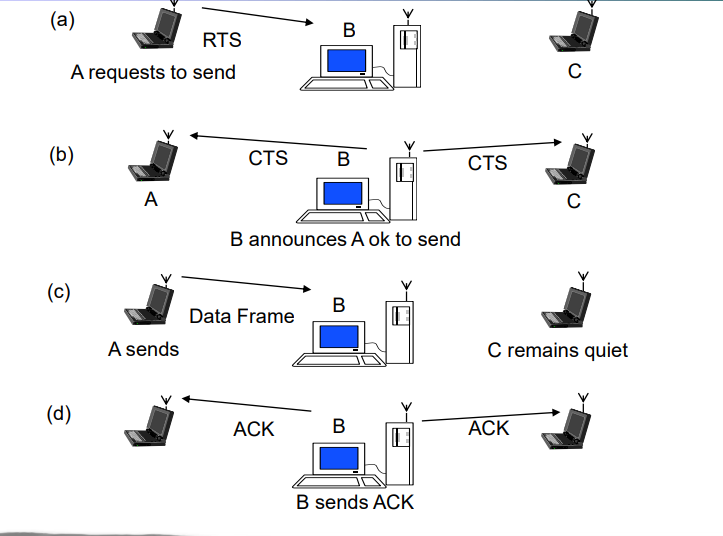 (a)
RTS
B
A requests to send
C
(b)
CTS
B
CTS
A
C
B announces A ok to send
(c)
B
Data Frame
A sends
C remains quiet
(d)
ACK
B
ACK
B sends ACK